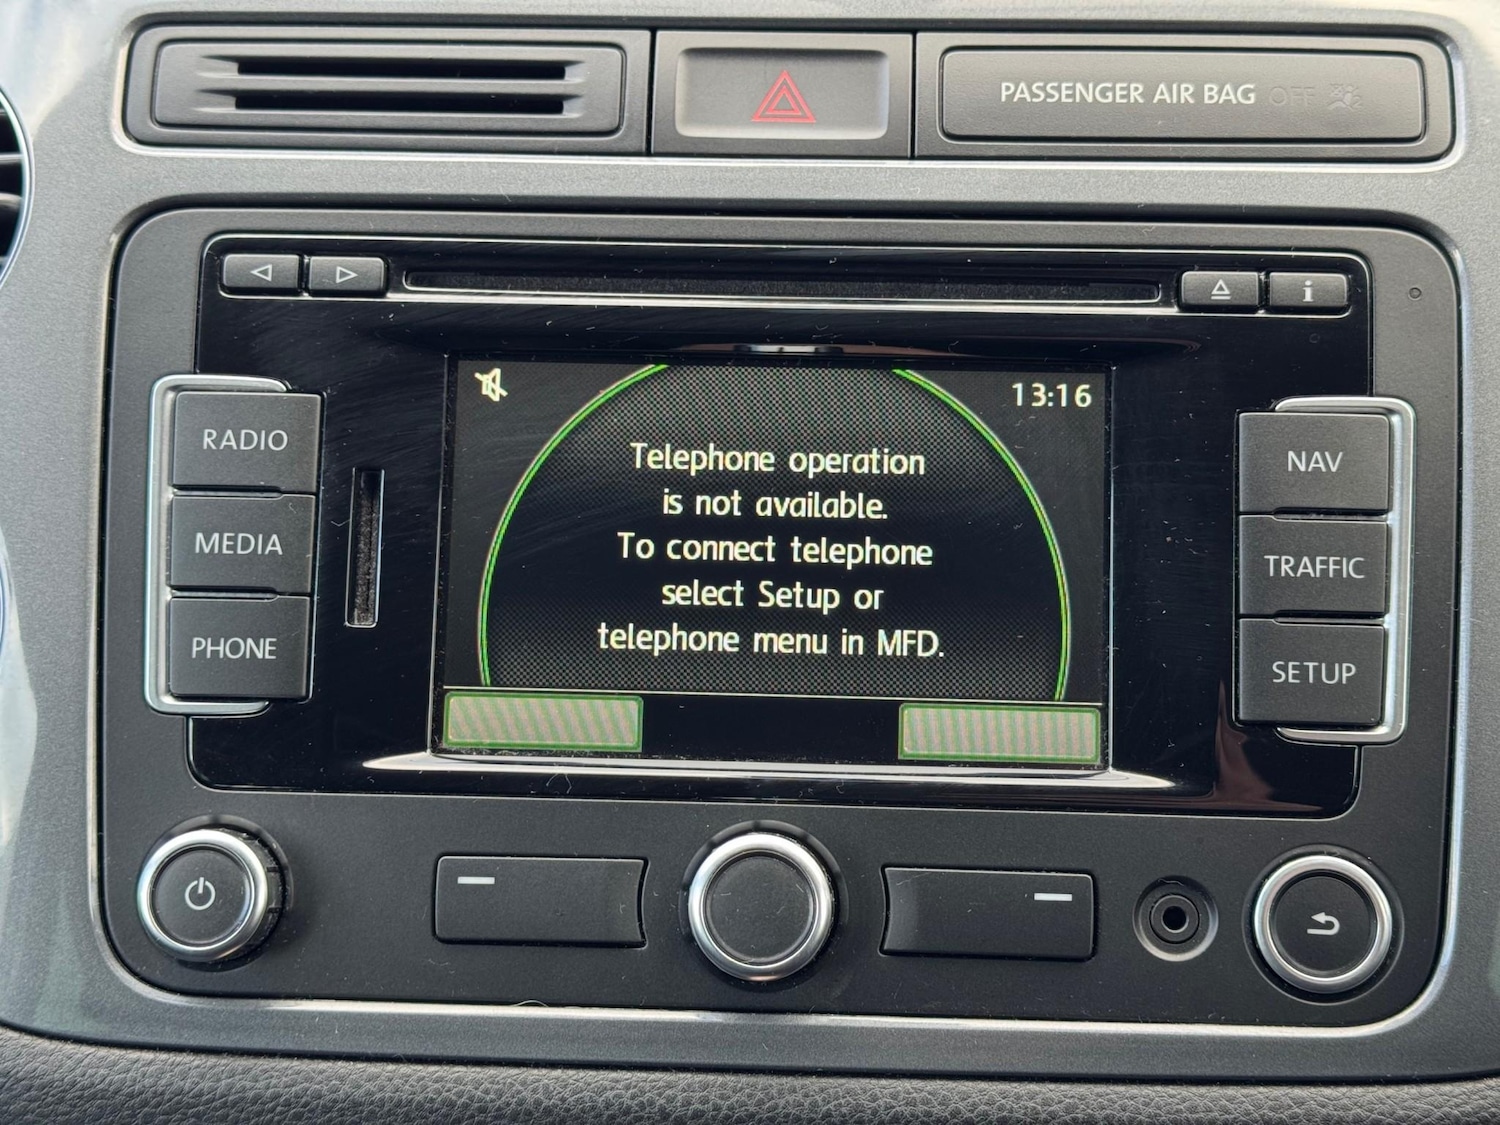 PASSENGER AIR BAG OFF
i
13:16
RADIO
MEDIA
PHONE
Telephone operation
is not available.
To connect telephone
select Setup or
telephone menu in MFD.
NAV
TRAFFIC
SETUP